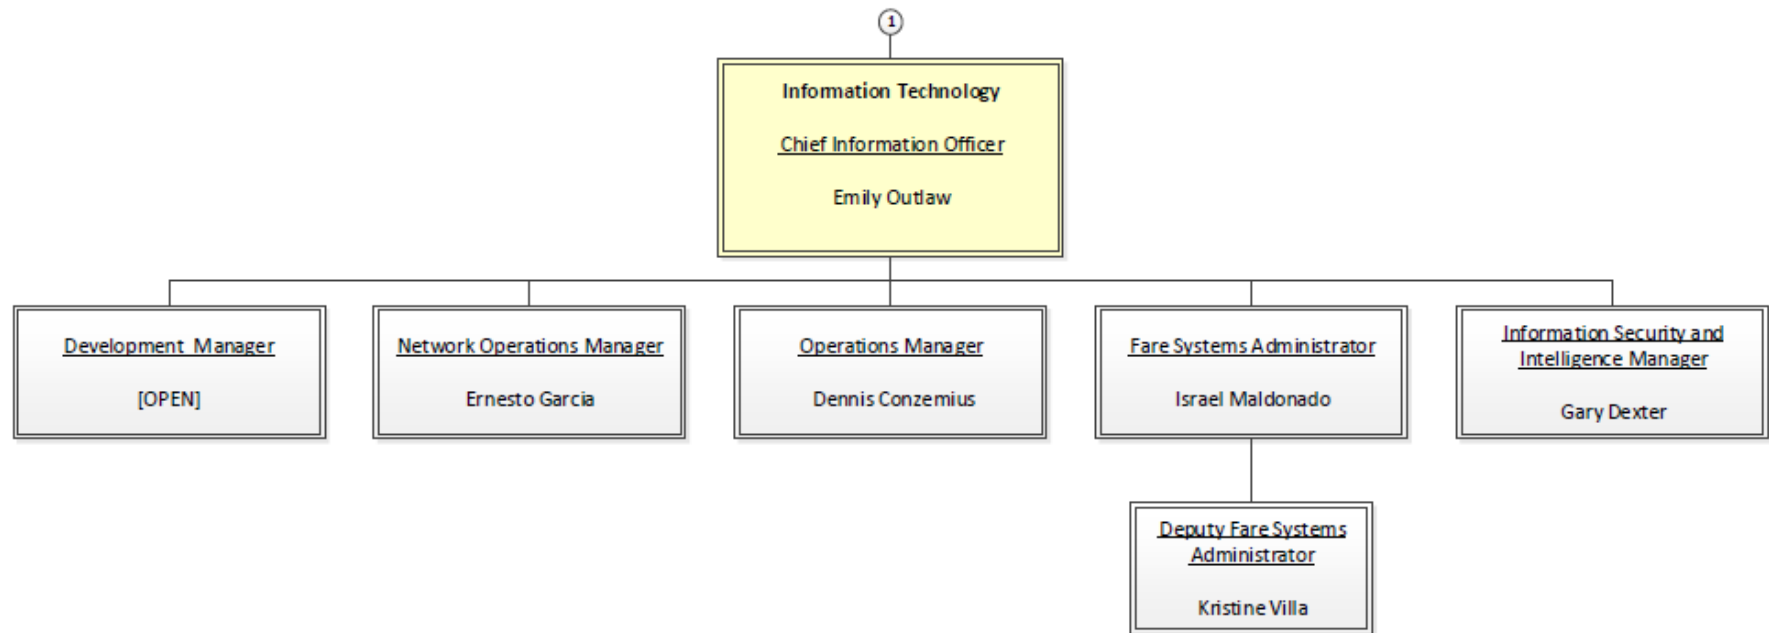 1
Information Technology
Chief Information Officer
Emily Outlaw
Development Manager
[OPEN]
Network Operations Manager
Ernesto Garcia
Operations Manager
Dennis Conzemius
Fare Systems Administrator
Israel Maldonado
Information Security and
Intelligence Manager
Gary Dexter
Deputy Fare Systems
Administrator
Kristine Villa